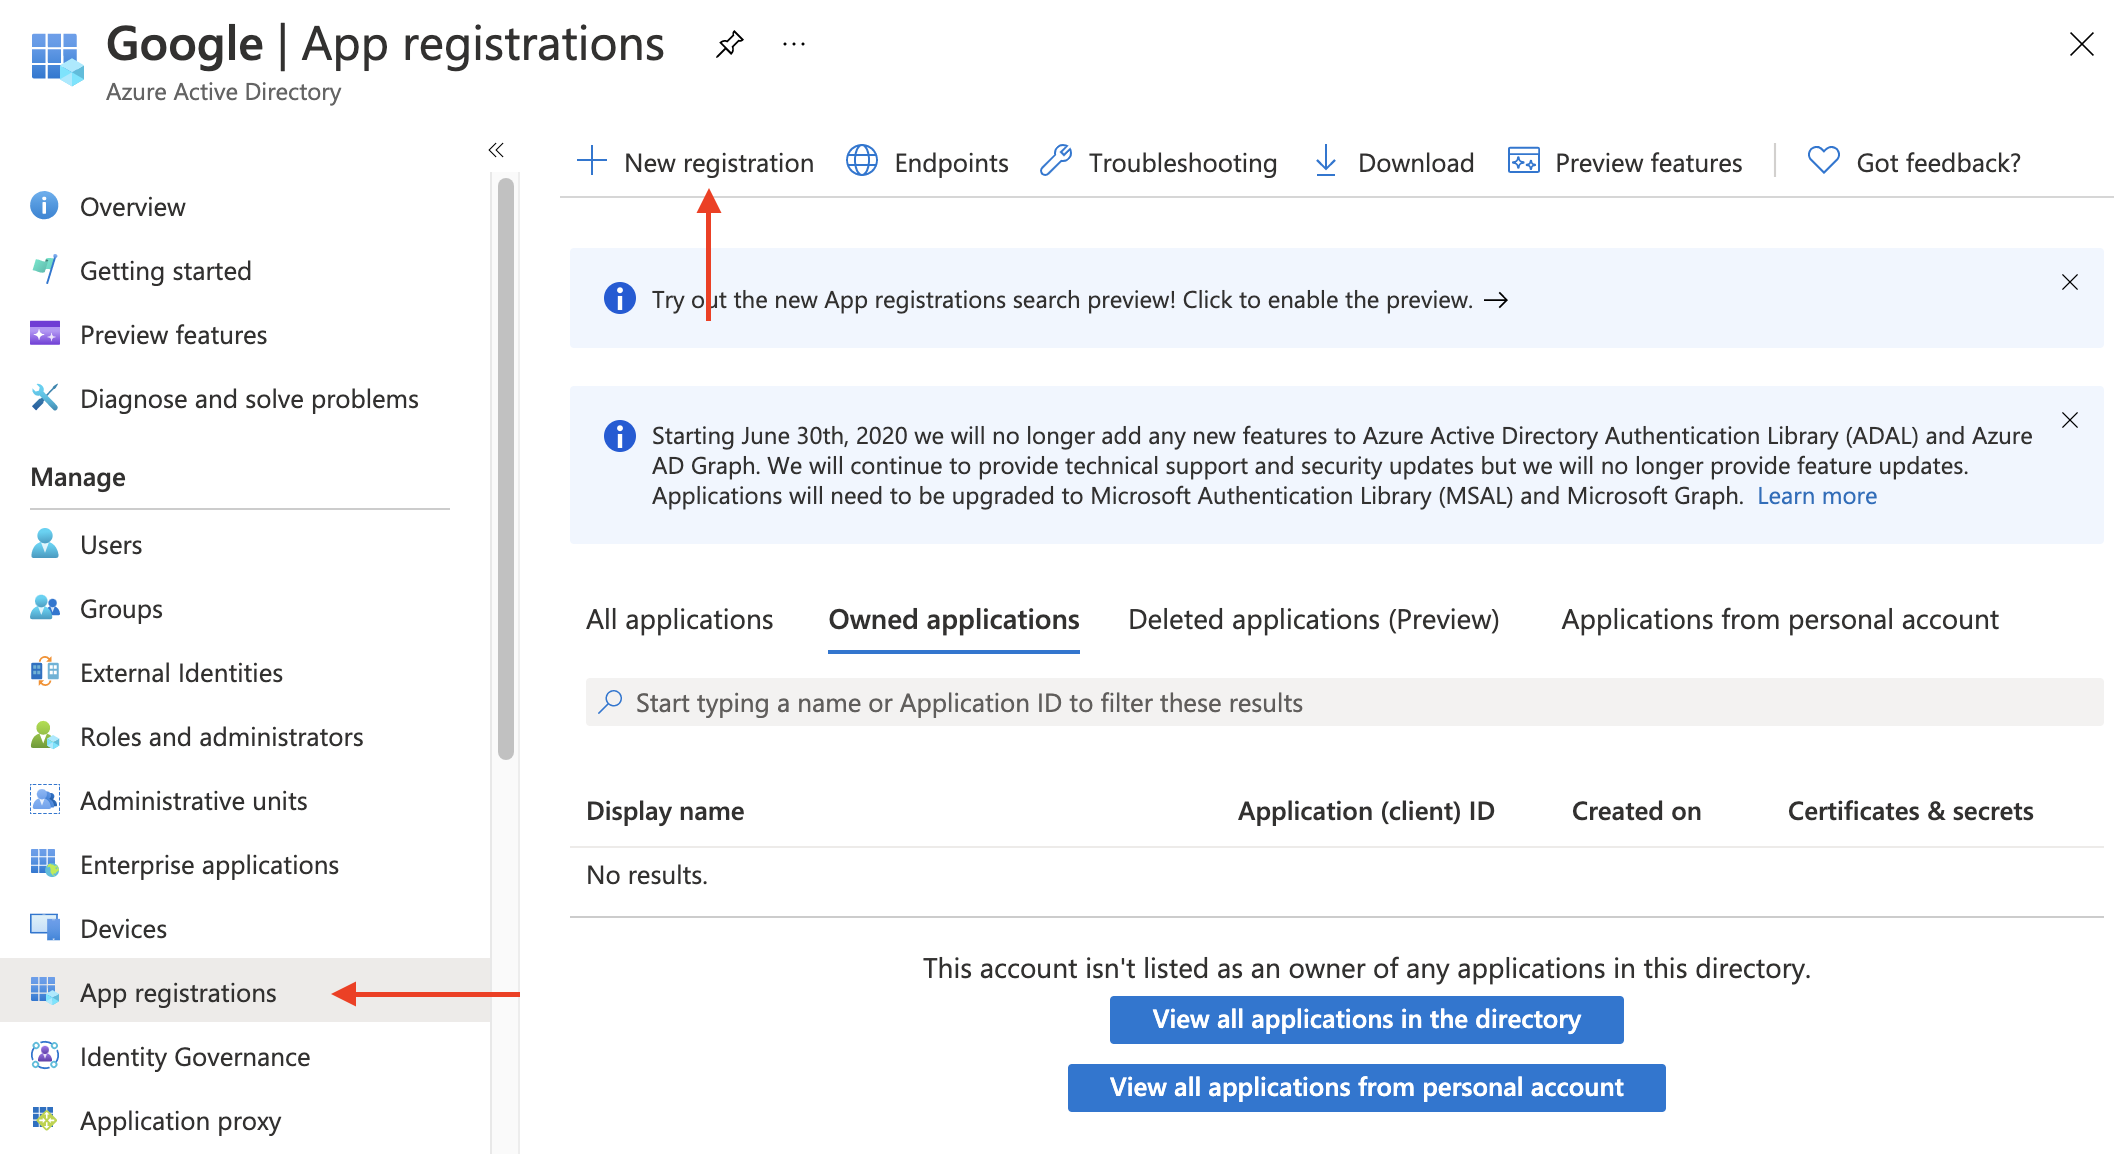 Google | App registrations
Azure Active Directory
Overview
Getting started
Preview features
Diagnose and solve problems
Manage
Users
Groups
External Identities
Roles and administrators
Administrative units
Enterprise applications
Devices
App registrations
Identity Governance
Application proxy
New registration
Endpoints
Troubleshooting
Download
Preview features
Got feedback?
Try out the new App registrations search preview! Click to enable the preview. →
Starting June 30th, 2020 we will no longer add any new features to Azure Active Directory Authentication Library (ADAL) and Azure
AD Graph. We will continue to provide technical support and security updates but we will no longer provide feature updates.
Applications will need to be upgraded to Microsoft Authentication Library (MSAL) and Microsoft Graph. Learn more
All applications
Owned applications
Deleted applications (Preview)
Applications from personal account
Start typing a name or Application ID to filter these results
Display name
Application (client) ID
Created on
Certificates & secrets
No results.
This account isn't listed as an owner of any applications in this directory.
View all applications in the directory
View all applications from personal account